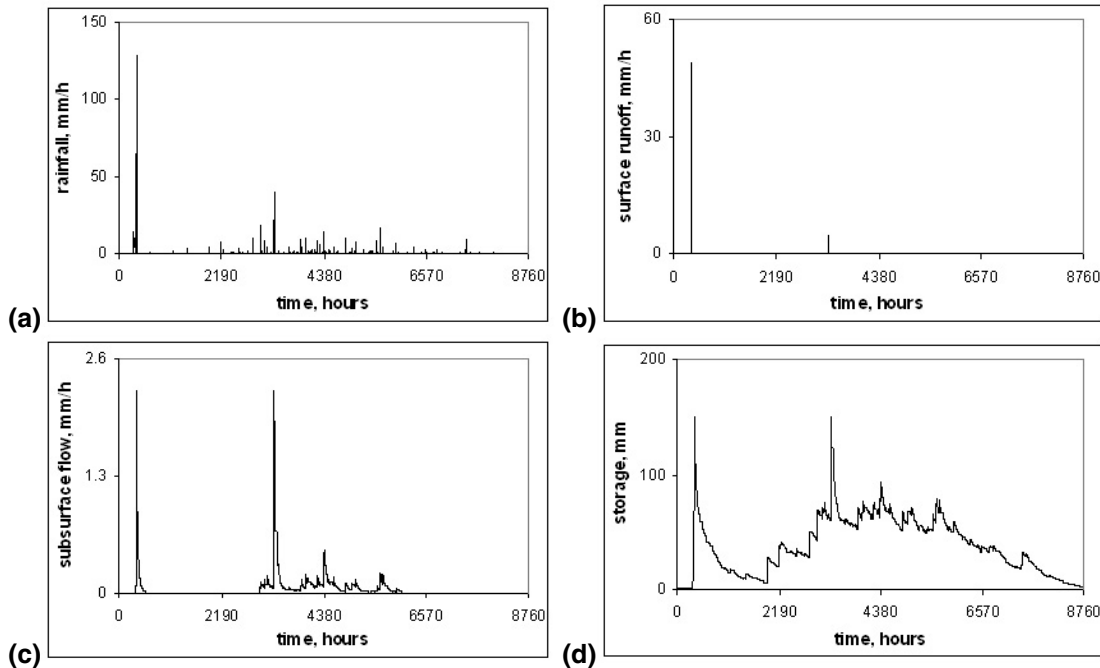 150
100
50
0
rainfall, mm/h
0 2190 4380 6570 8760
time, hours
(a)
60
30
0
surface runoff, mm/h
0 2190 4380 6570 8760
time, hours
(b)
2.6
1.3
0
subsurface flow, mm/h
0 2190 4380 6570 8760
time, hours
(c)
200
100
0
storage, mm
0 2190 4380 6570 8760
time, hours
(d)